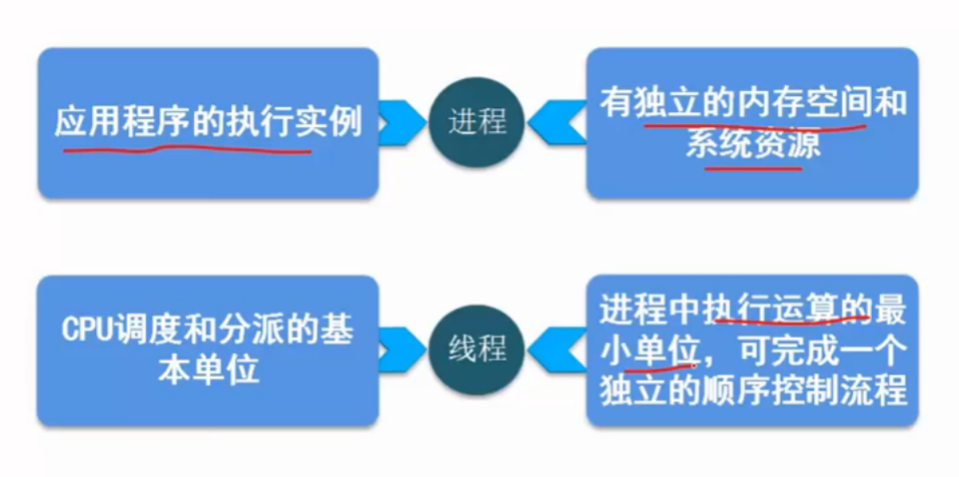 应用程序的执行实例
进程
有独立的内存空间和
系统资源
CPU调度和分派的基
本单位
线程
进程中执行运算的最
小单位，可完成一个
独立的顺序控制流程